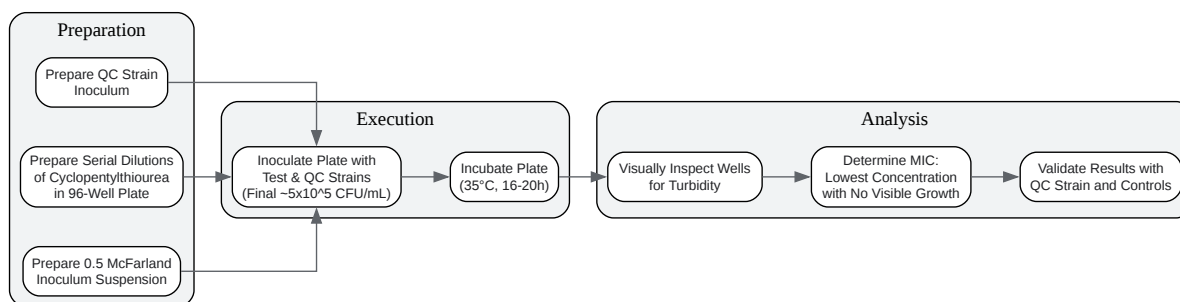 Preparation
Prepare QC Strain
Inoculum
Prepare Serial Dilutions
of Cyclopentylthiourea
in 96-Well Plate
Prepare 0.5 McFarland
Inoculum Suspension
Execution
Inoculate Plate with
Test & QC Strains
(Final ~5x10^5 CFU/mL)
Incubate Plate
(35°C, 16-20h)
Analysis
Visually Inspect Wells
for Turbidity
Determine MIC:
Lowest Concentration
with No Visible Growth
Validate Results with
QC Strain and Controls